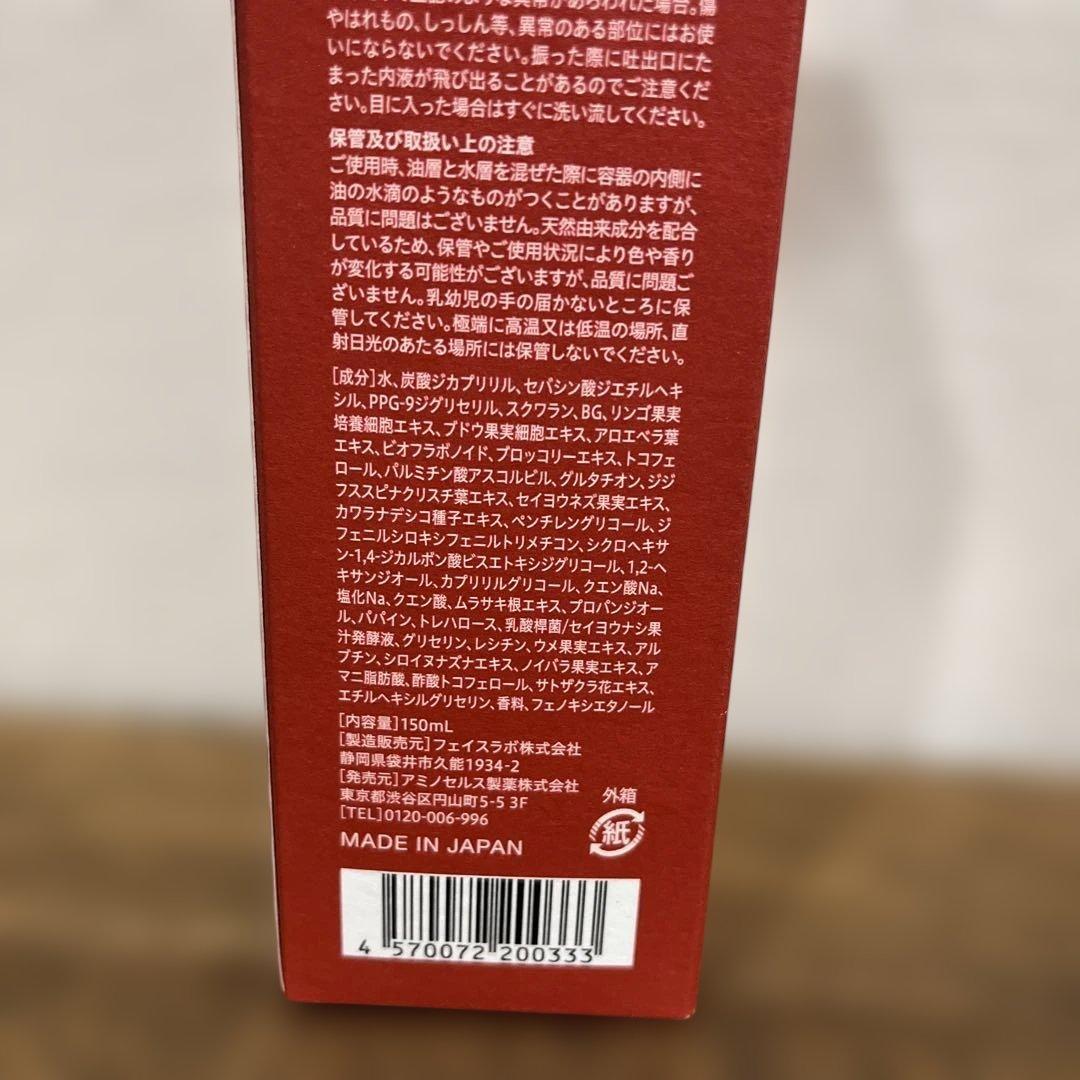 上記のような異常があらわれた場合。傷
やはれもの、しっしん等、異常のある部位にはお使
いにならないでください。振った際に吐出口にた
まった内液が飛び出ることがあるのでご注意くだ
さい。目に入った場合はすぐに洗い流してください。
保管及び取扱い上の注意
ご使用時、油層と水層を混ぜた際に容器の内側に
油の水滴のようなものがつくことがありますが、
品質に問題はございません。天然由来成分を配合
しているため、保管やご使用状況により色や香り
が変化する可能性がございますが、品質に問題ご
ざいません。乳幼児の手の届かないところに保
管してください。極端に高温又は低温の場所、直
射日光のあたる場所には保管しないでください。
[成分]水、炭酸ジカプリリル、セバシン酸ジエチルヘキ
シル、PPG-9ジグリセリル、スクワラン、BG、リンゴ果実
培養細胞エキス、ブドウ果実細胞エキス、アロエベラ葉
エキス、ビオフラボノイド、ブロッコリーエキス、トコフェ
ロール、パルミチン酸アスコルビル、グルタチオン、ジジ
フススピナクリスチ葉エキス、セイヨウネズ果実エキス、
カワラナデシコ種子エキス、ペンチレングリコール、ジ
フェニルシロキシフェニルトリメチコン、シクロヘキサ
ン-1,4-ジカルボン酸ビスエトキシジグリコール、1,2-ヘ
キサンジオール、カプリリルグリコール、クエン酸Na、
塩化Na、クエン酸、ムラサキ根エキス、プロパンジオー
ル、パパイン、トレハロース、乳酸桿菌/セイヨウナシ果
汁発酵液、グリセリン、レシチン、ウメ果実エキス、アル
ブチン、シロイヌナズナエキス、ノイバラ果実エキス、ア
マニ脂肪酸、酢酸トコフェロール、サトザクラ花エキス、
エチルヘキシルグリセリン、香料、フェノキシエタノール
[内容量]150mL
[製造販売元]フェイスラボ株式会社
静岡県袋井市久能1934-2
[発売元]アミノセルス製薬株式会社
東京都渋谷区円山町5-5 3F
[TEL]0120-006-996
外箱
紙
MADE IN JAPAN
4 570072 200333